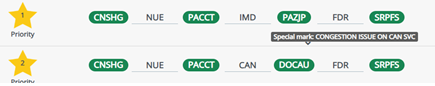 1 CNSHG NUE PACCT IMD PAZJP FDR SRPFS
Priority
Special mark: CONGESTION ISSUE ON CAN SVC
2 CNSHG NUE PACCT CAN DOCAU FDR SRPFS
Priority